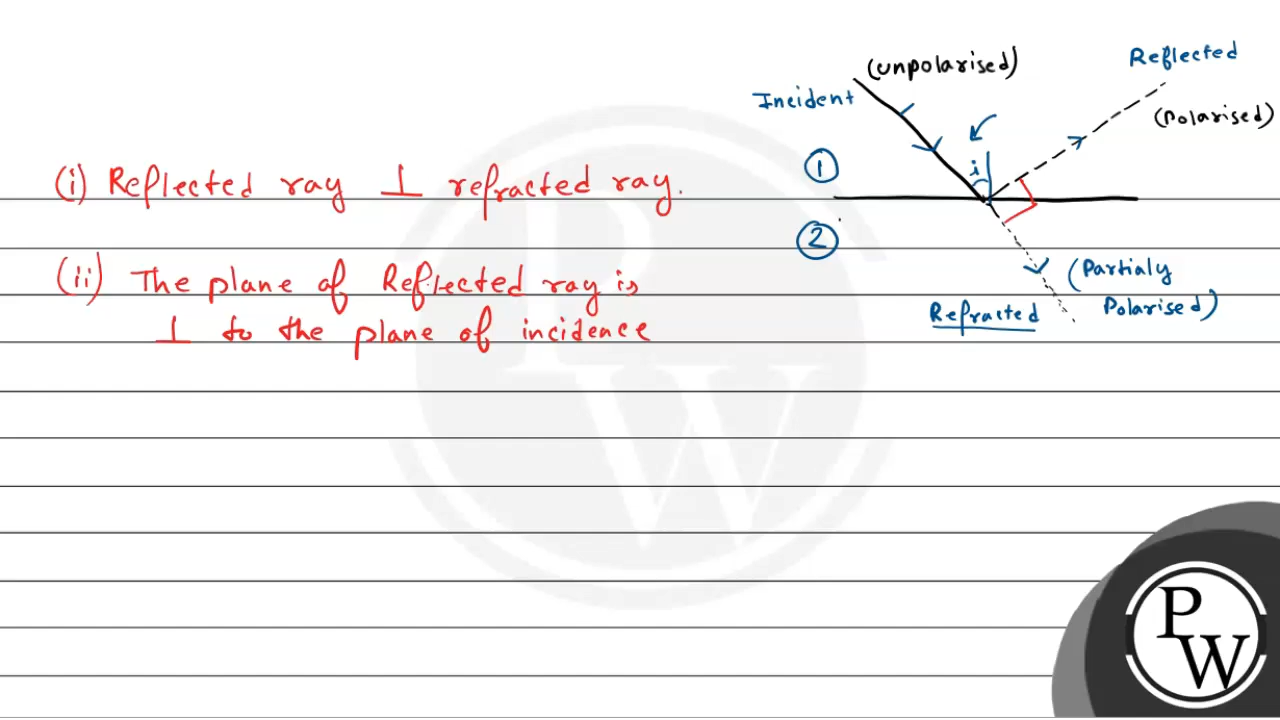 (unpolarised)
Reflected
Incident
(Polarised)
i
①
(i) Reflected ray ⊥ refracted ray.
②
(ii) The plane of Reflected ray is
⊥ to the plane of incidence
(Partialy
Polarised)
Refracted
PW
P
W